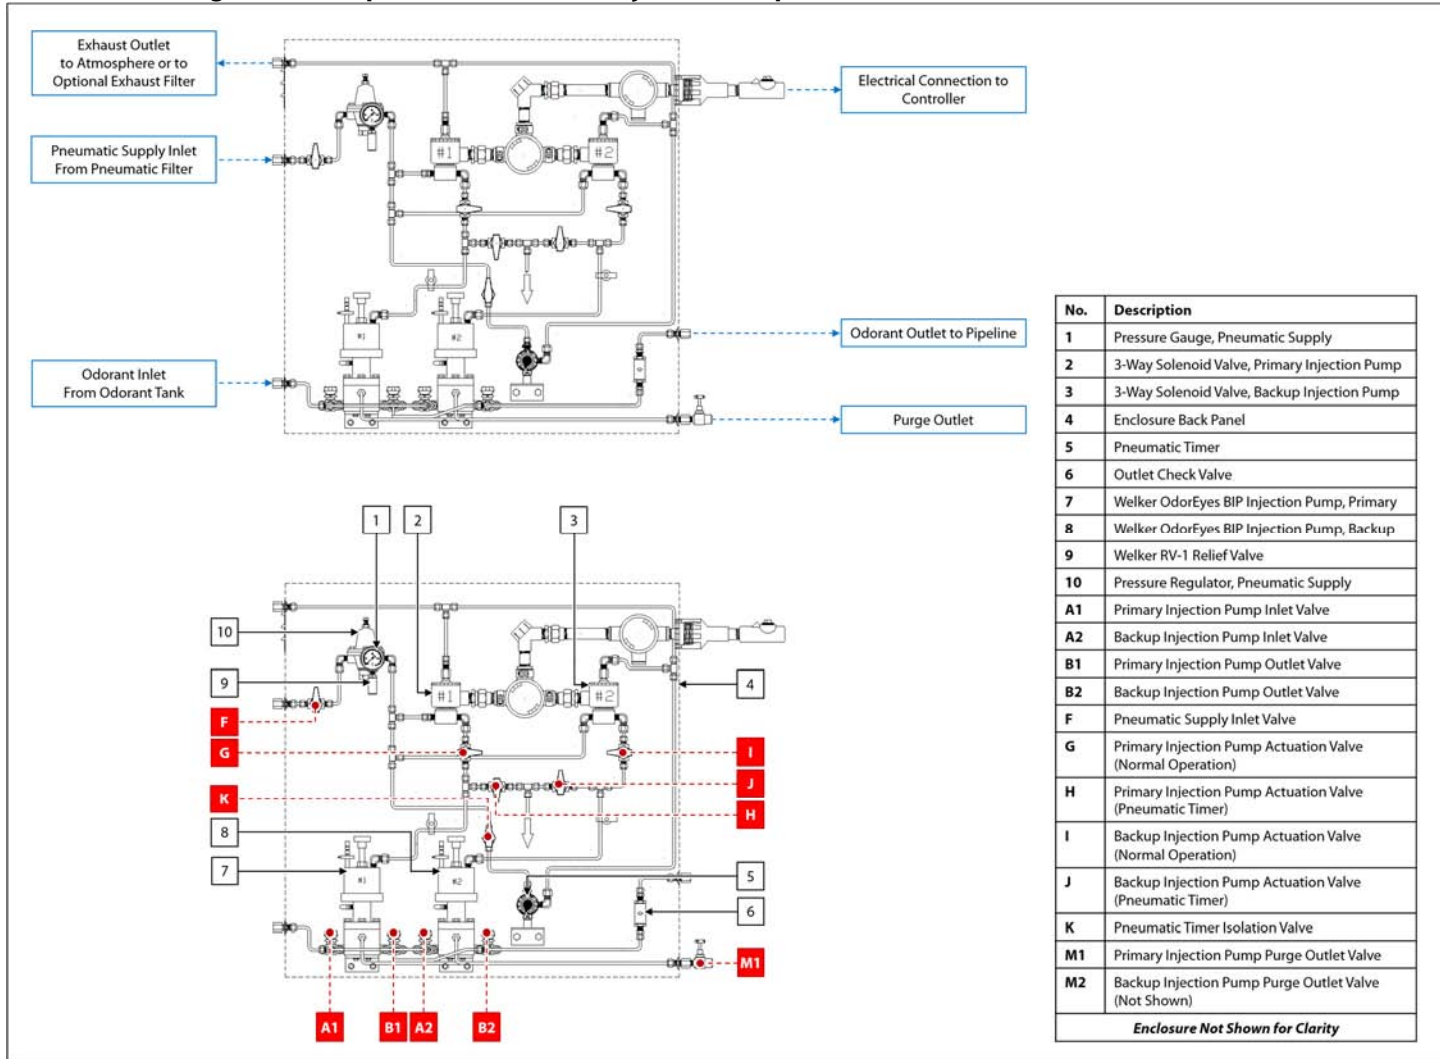 Exhaust Outlet
to Atmosphere or to
Optional Exhaust Filter
Electrical Connection to
Controller
Pneumatic Supply Inlet
From Pneumatic Filter
#1
#2
#1
#2
Odorant Outlet to Pipeline
Odorant Inlet
From Odorant Tank
Purge Outlet
1
2
3
10
9
#1
#2
4
F
G
I
K
J
H
8
7
#1
#2
5
6
M1
A1
B1
A2
B2
No. Description
1 Pressure Gauge, Pneumatic Supply
2 3-Way Solenoid Valve, Primary Injection Pump
3 3-Way Solenoid Valve, Backup Injection Pump
4 Enclosure Back Panel
5 Pneumatic Timer
6 Outlet Check Valve
7 Welker OdorEyes BIP Injection Pump, Primary
8 Welker OdorEyes BIP Injection Pump, Backup
9 Welker RV-1 Relief Valve
10 Pressure Regulator, Pneumatic Supply
A1 Primary Injection Pump Inlet Valve
A2 Backup Injection Pump Inlet Valve
B1 Primary Injection Pump Outlet Valve
B2 Backup Injection Pump Outlet Valve
F Pneumatic Supply Inlet Valve
G Primary Injection Pump Actuation Valve
(Normal Operation)
H Primary Injection Pump Actuation Valve
(Pneumatic Timer)
I Backup Injection Pump Actuation Valve
(Normal Operation)
J Backup Injection Pump Actuation Valve
(Pneumatic Timer)
K Pneumatic Timer Isolation Valve
M1 Primary Injection Pump Purge Outlet Valve
M2 Backup Injection Pump Purge Outlet Valve
(Not Shown)
Enclosure Not Shown for Clarity